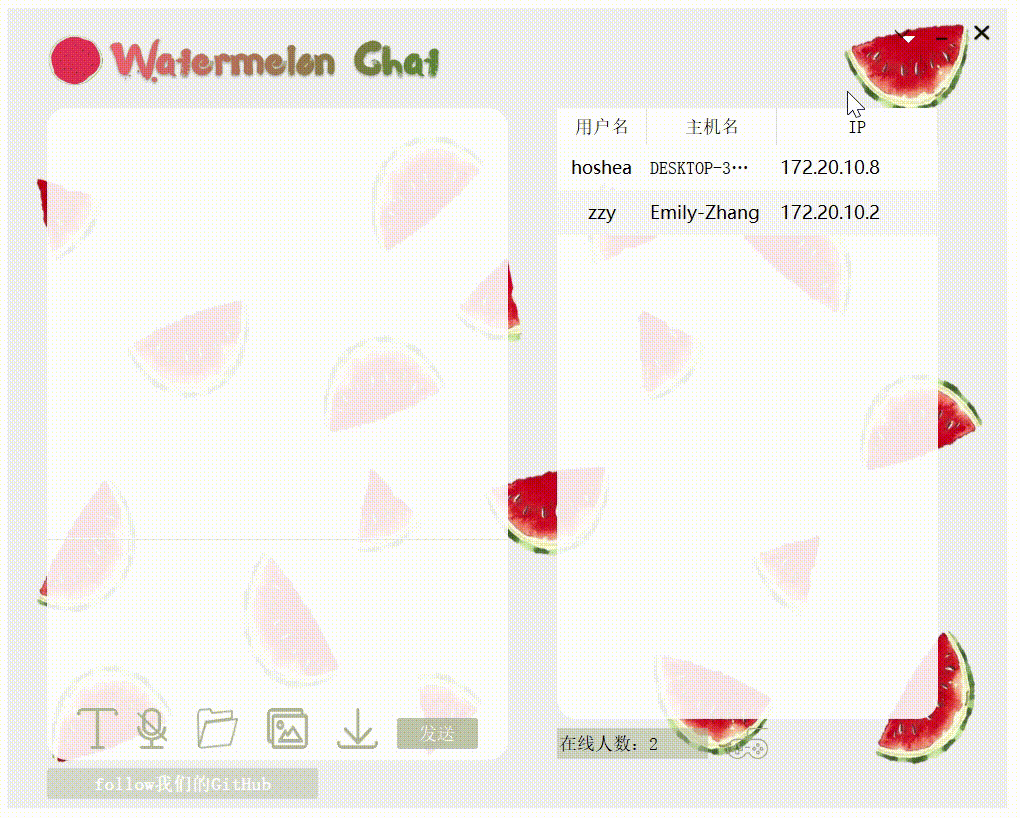 Watermelon Chat
用户名 主机名 IP
hoshea DESKTOP-3… 172.20.10.8
zzy Emily-Zhang 172.20.10.2
发送
在线人数：2
follow我们的GitHub